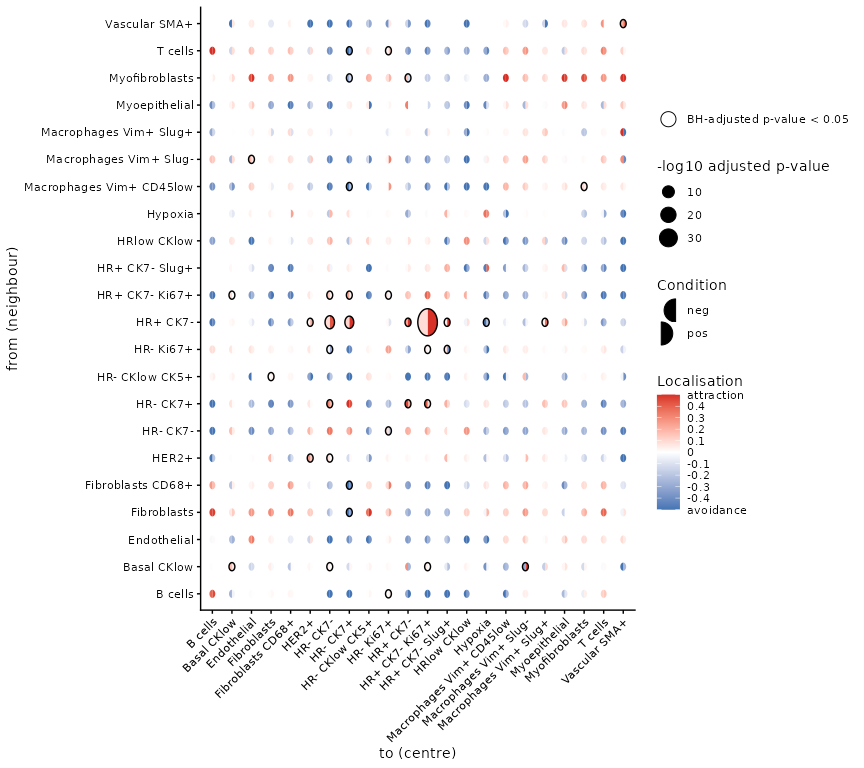 Vascular SMA+
T cells
Myofibroblasts
Myoepithelial
Macrophages Vim+ Slug+
Macrophages Vim+ Slug-
Macrophages Vim+ CD45low
Hypoxia
HRlow CKlow
HR+ CK7- Slug+
HR+ CK7- Ki67+
HR+ CK7-
HR- Ki67+
HR- CKlow CK5+
HR- CK7+
HR- CK7-
HER2+
Fibroblasts CD68+
Fibroblasts
Endothelial
Basal CKlow
B cells
from (neighbour)
B cells
Basal CKlow
Endothelial
Fibroblasts
Fibroblasts CD68+
HER2+
HR- CK7-
HR- CK7+
HR- CKlow CK5+
HR- Ki67+
HR+ CK7-
HR+ CK7- Ki67+
HR+ CK7- Slug+
HRlow CKlow
Hypoxia
Macrophages Vim+ CD45low
Macrophages Vim+ Slug-
Macrophages Vim+ Slug+
Myoepithelial
Myofibroblasts
T cells
Vascular SMA+
to (centre)
BH-adjusted p-value < 0.05
-log10 adjusted p-value
10
20
30
Condition
neg
pos
Localisation
attraction
0.4
0.3
0.2
0.1
0
-0.1
-0.2
-0.3
-0.4
avoidance